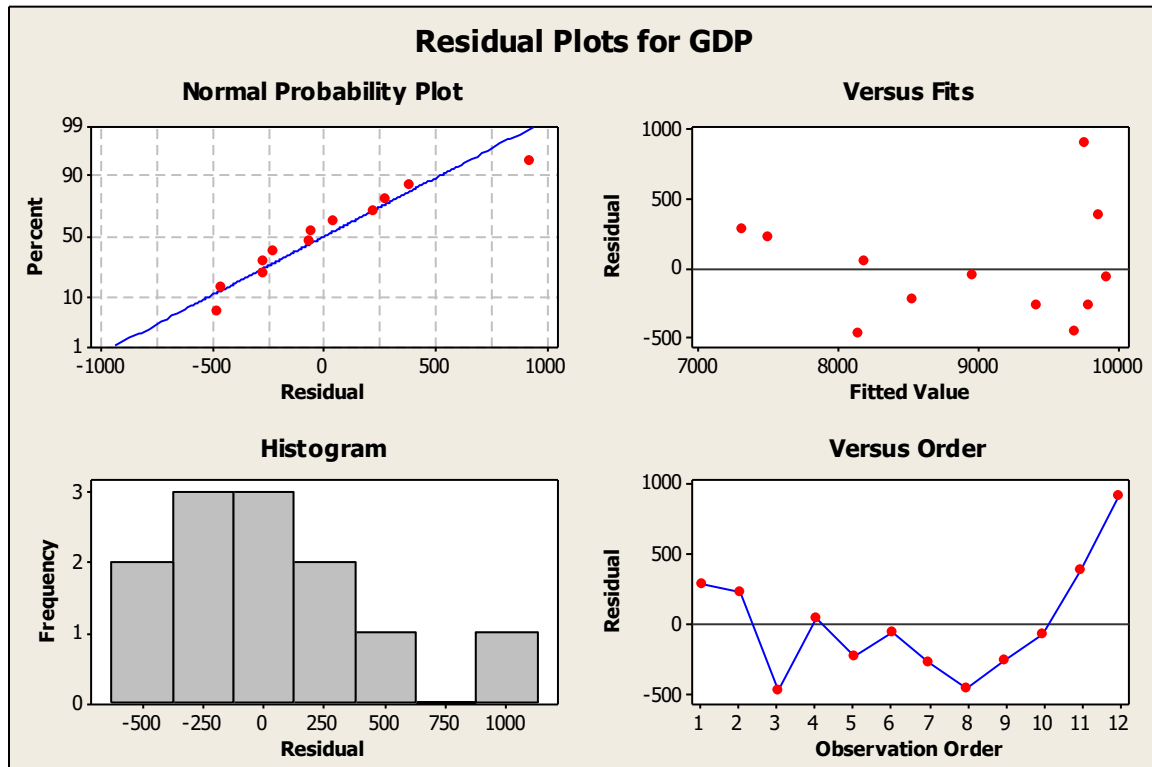 Residual Plots for GDP
Normal Probability Plot
99
90
50
10
1
Percent
-1000 -500 0 500 1000
Residual
Versus Fits
1000
500
0
-500
Residual
7000 8000 9000 10000
Fitted Value
Histogram
3
2
1
0
Frequency
-500 -250 0 250 500 750 1000
Residual
Versus Order
1000
500
0
-500
Residual
1 2 3 4 5 6 7 8 9 10 11 12
Observation Order